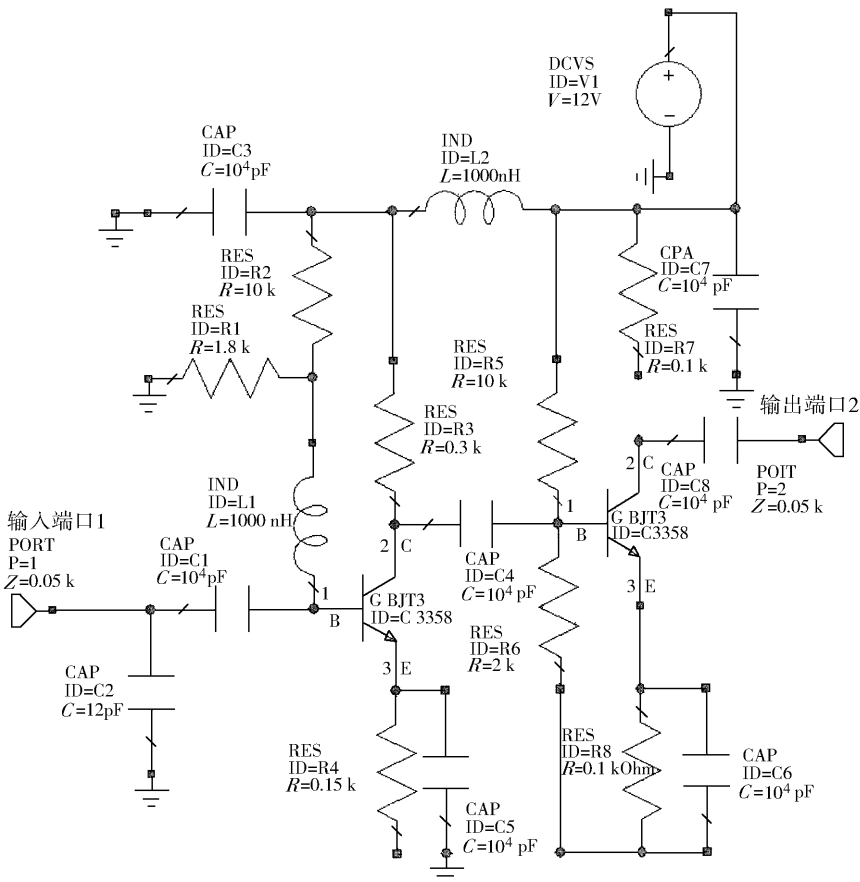 DCVS
ID=V1
V=12V
+
−
CAP
ID=C3
C=10⁴pF
IND
ID=L2
L=1000nH
RES
ID=R2
R=10 k
CPA
ID=C7
C=10⁴ pF
RES
ID=R1
R=1.8 k
RES
ID=R7
R=0.1 k
RES
ID=R5
R=10 k
RES
ID=R3
R=0.3 k
输出端口2
POIT
P=2
Z=0.05 k
2 C
CAP
ID=C8
C=10⁴ pF
IND
ID=L1
L=1000 nH
输入端口1
PORT
P=1
Z=0.05 k
CAP
ID=C1
C=10⁴pF
2 C
1
B
G BJT3
ID=C3358
CAP
ID=C4
C=10⁴ pF
1
B
G BJT3
ID=C 3358
3 E
RES
ID=R6
R=2 k
3 E
CAP
ID=C2
C=12pF
RES
ID=R4
R=0.15 k
CAP
ID=C5
C=10⁴ pF
RES
ID=R8
R=0.1 kOhm
CAP
ID=C6
C=10⁴ pF